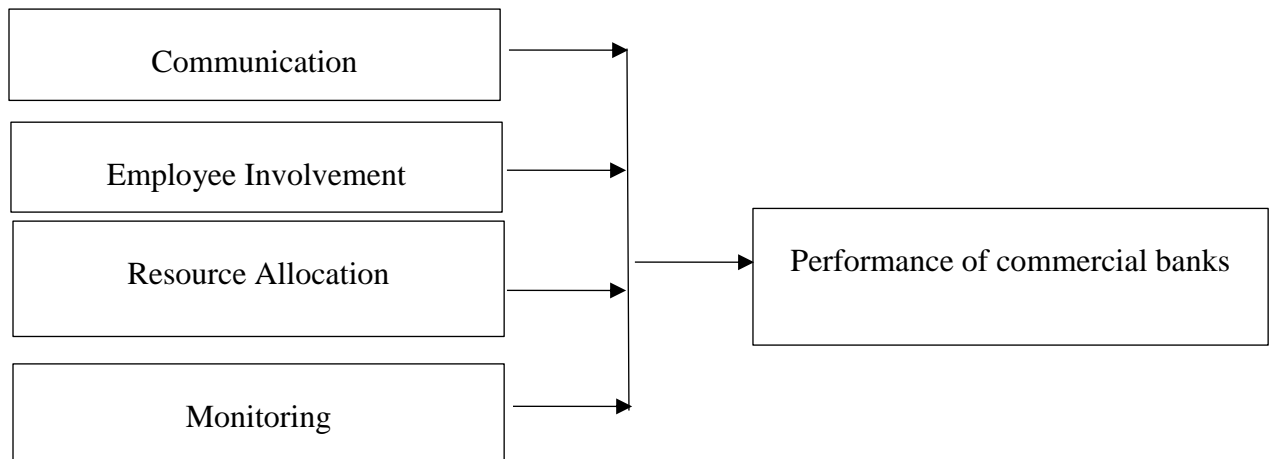 Communication
Employee Involvement
Resource Allocation
Performance of commercial banks
Monitoring